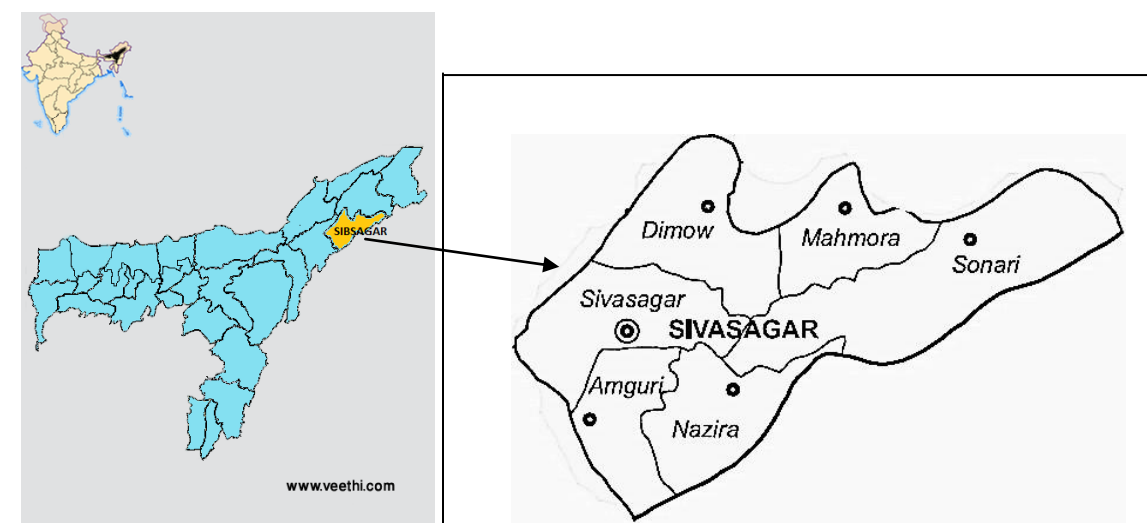 SIBSAGAR
www.veethi.com
Dimow
Mahmora
Sonari
Sivasagar
SIVASAGAR
Amguri
Nazira